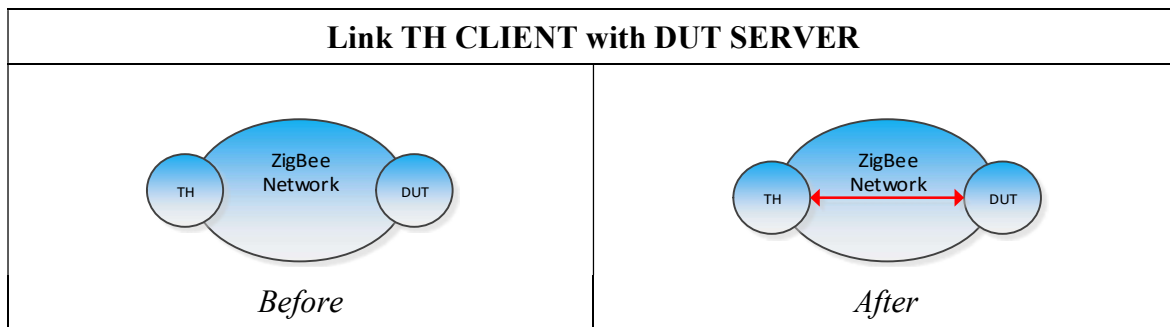 Link TH CLIENT with DUT SERVER
ZigBee
Network
TH
DUT
Before
ZigBee
Network
TH
DUT
After